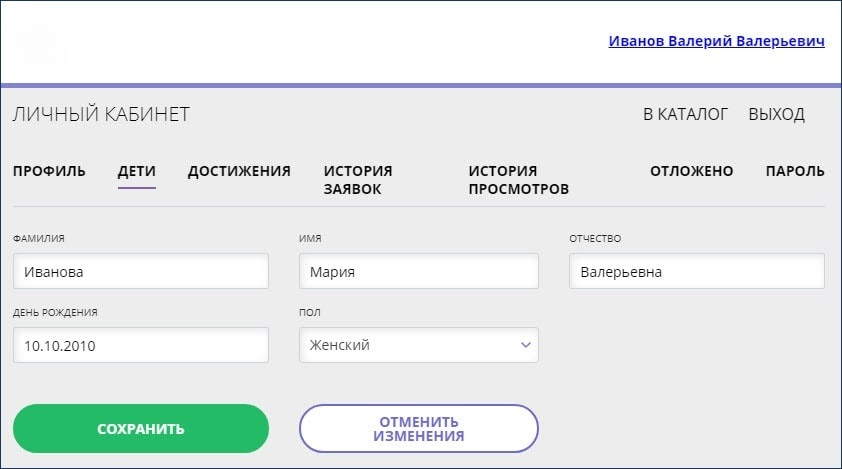 Иванов Валерий Валерьевич
ЛИЧНЫЙ КАБИНЕТ
В КАТАЛОГ
ВЫХОД
ПРОФИЛЬ
ДЕТИ
ДОСТИЖЕНИЯ
ИСТОРИЯ
ЗАЯВОК
ИСТОРИЯ
ПРОСМОТРОВ
ОТЛОЖЕНО
ПАРОЛЬ
ФАМИЛИЯ
Иванова
ИМЯ
Мария
ОТЧЕСТВО
Валерьевна
ДЕНЬ РОЖДЕНИЯ
10.10.2010
ПОЛ
Женский
СОХРАНИТЬ
ОТМЕНИТЬ
ИЗМЕНЕНИЯ